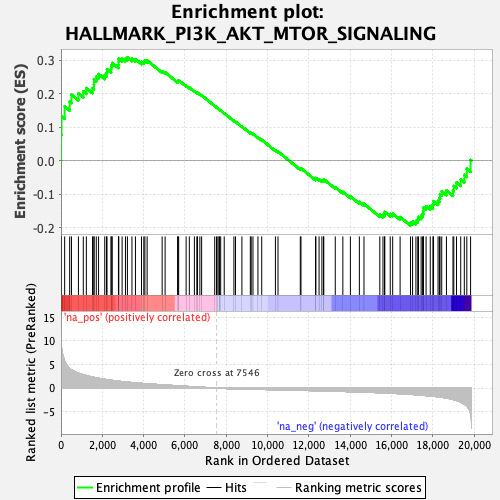 Enrichment plot:
HALLMARK_PI3K_AKT_MTOR_SIGNALING
Enrichment score (ES)
0.3
0.2
0.1
0.0
-0.1
-0.2
'na_pos' (positively correlated)
Ranked list metric (PreRanked)
15
10
5
0
-5
Zero cross at 7546
'na_neg' (negatively correlated)
0
2,000
4,000
6,000
8,000
10,000
12,000
14,000
16,000
18,000
20,000
Rank in Ordered Dataset
Enrichment profile
Hits
Ranking metric scores